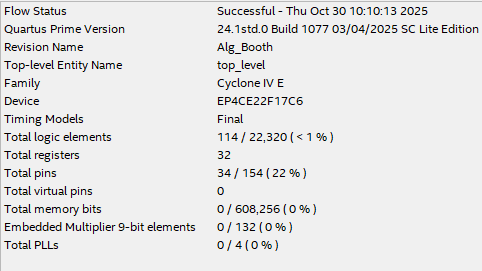 Flow Status Successful - Thu Oct 30 10:10:13 2025
Quartus Prime Version 24.1std.0 Build 1077 03/04/2025 SC Lite Edition
Revision Name Alg_Booth
Top-level Entity Name top_level
Family Cyclone IV E
Device EP4CE22F17C6
Timing Models Final
Total logic elements 114 / 22,320 ( < 1 % )
Total registers 32
Total pins 34 / 154 ( 22 % )
Total virtual pins 0
Total memory bits 0 / 608,256 ( 0 % )
Embedded Multiplier 9-bit elements 0 / 132 ( 0 % )
Total PLLs 0 / 4 ( 0 % )